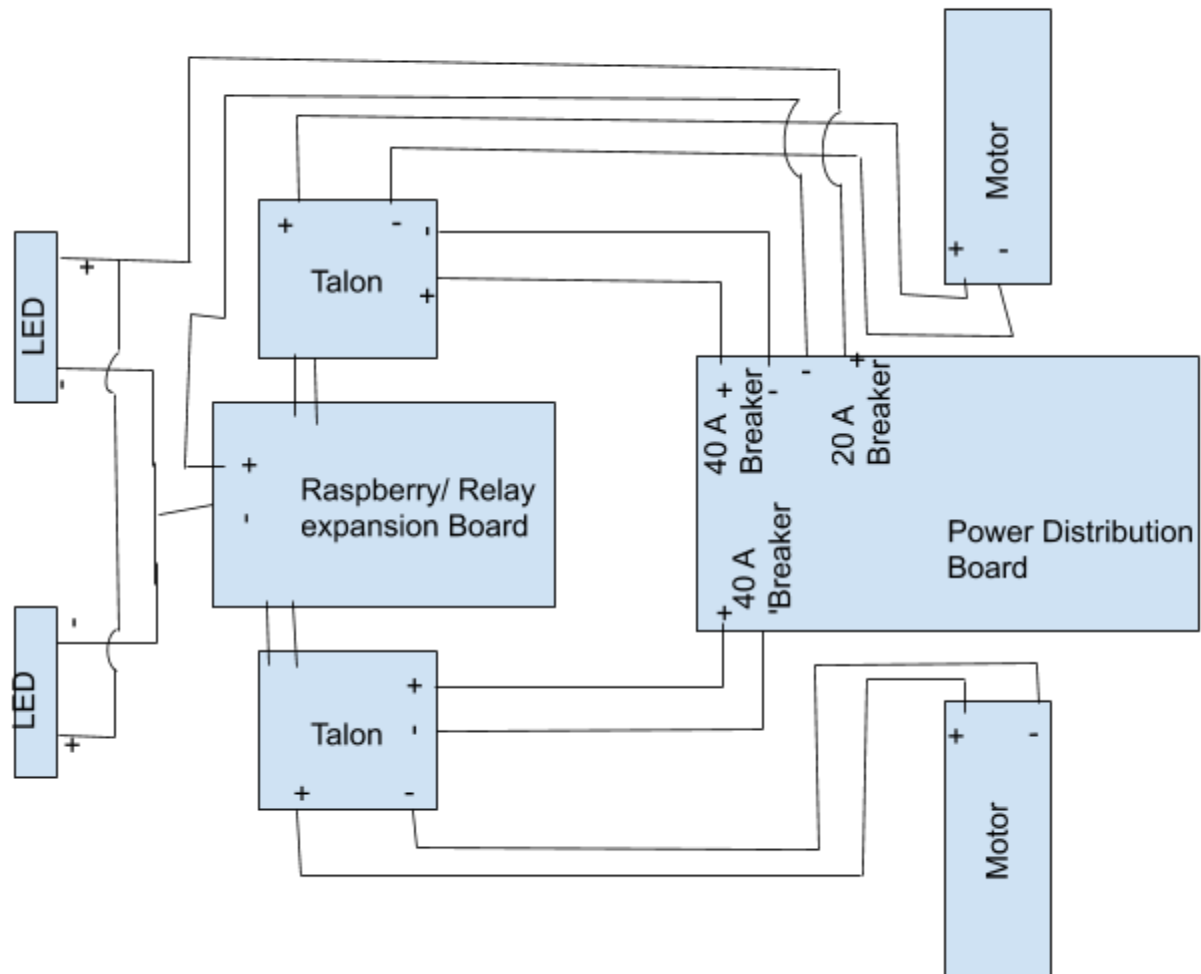 Motor
+ -
+ - -
Talon
+
+
LED
-
+ -
40 A
Breaker
- +
20 A
Breaker
+
-
Raspberry/ Relay
expansion Board
Power Distribution
Board
+
40 A
'Breaker
-
LED
+
+
Talon -
+ -
+ -
Motor